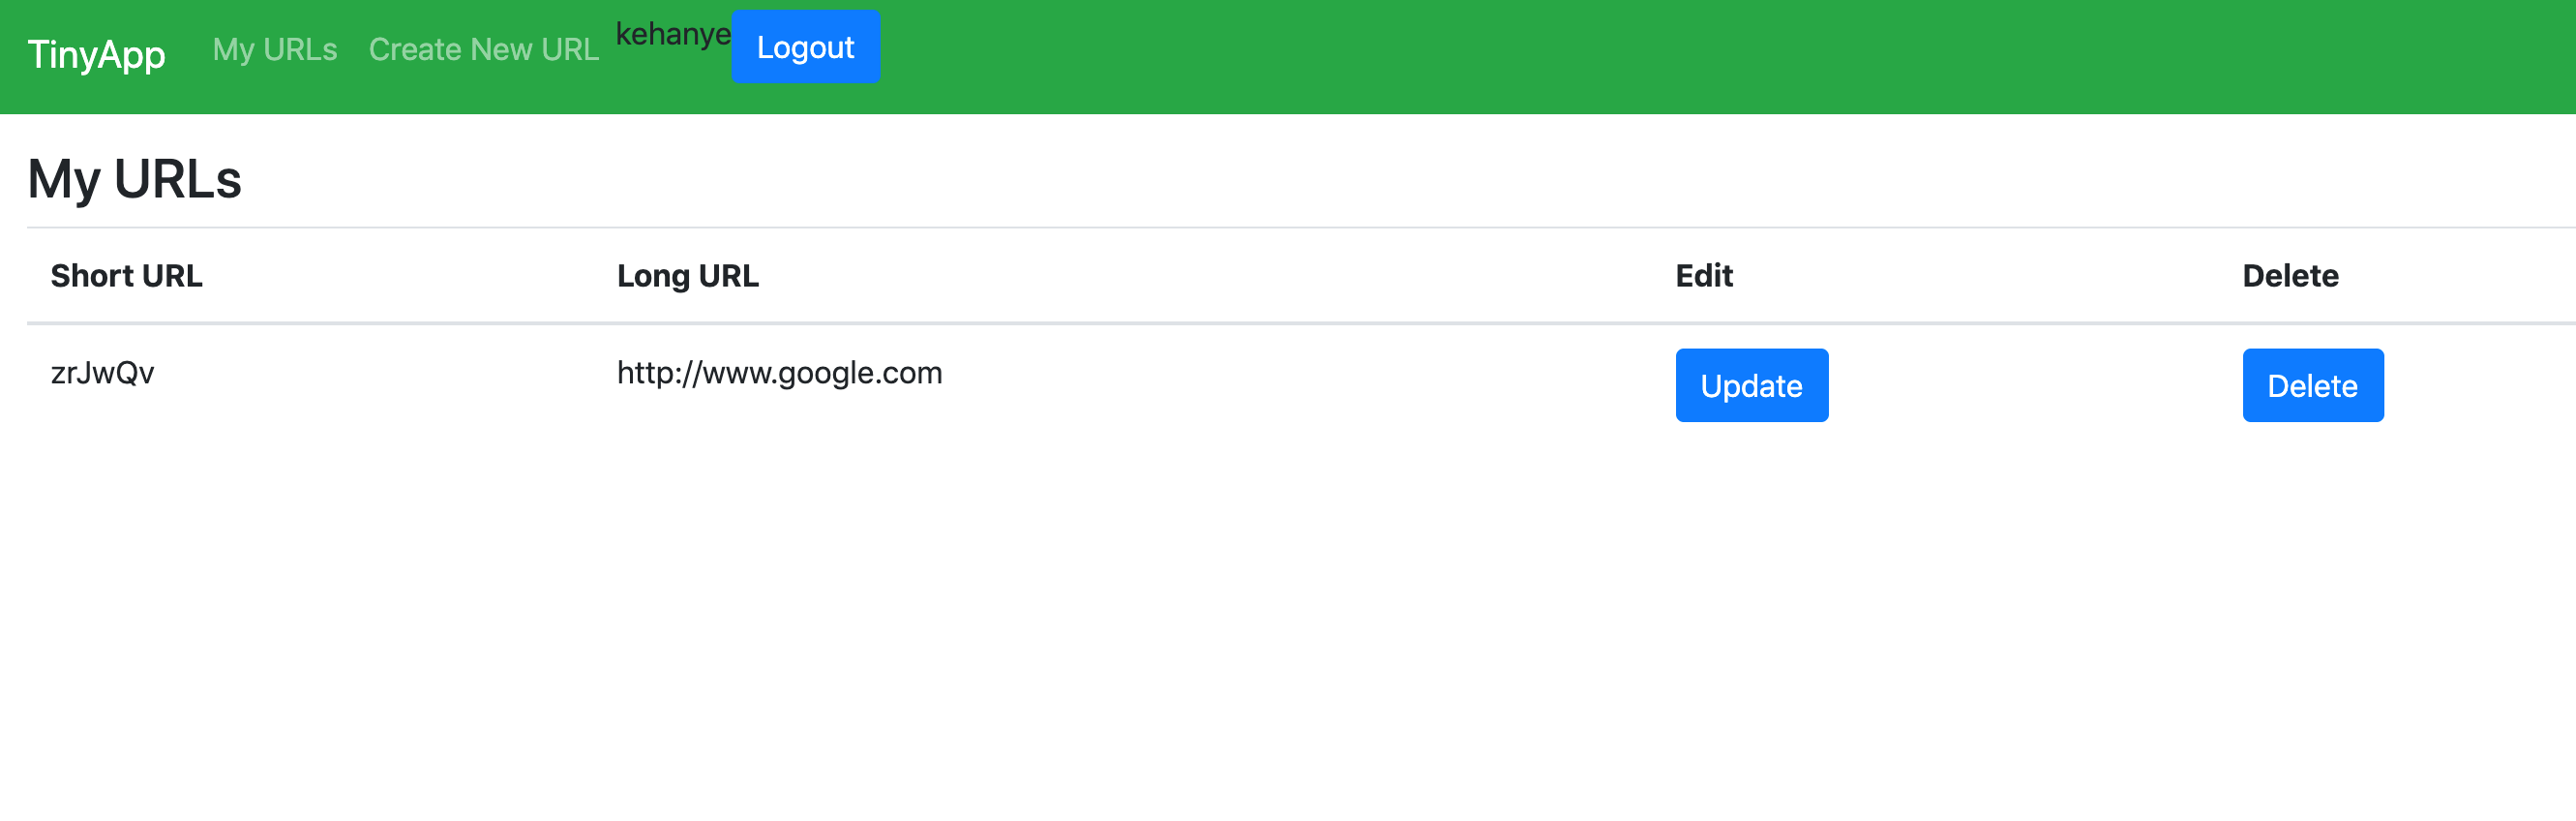 TinyApp My URLs Create New URL kehanye Logout
My URLs
Short URL Long URL Edit Delete
zrJwQv http://www.google.com Update Delete